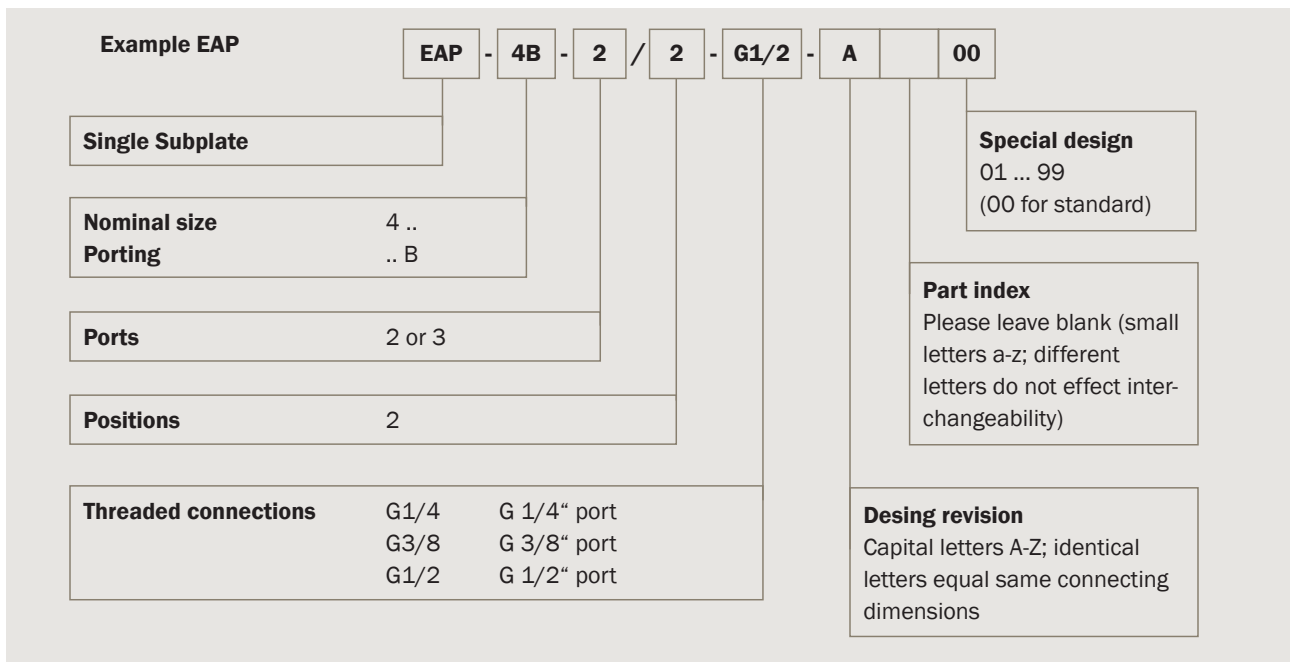 Example EAP
EAP - 4B - 2 / 2 - G1/2 - A 00
Single Subplate
Special design
01 ... 99
(00 for standard)
Nominal size 4 ..
Porting .. B
Part index
Please leave blank (small
letters a-z; different
letters do not effect inter-
changeability)
Ports 2 or 3
Positions 2
Threaded connections G1/4 G 1/4“ port
G3/8 G 3/8“ port
G1/2 G 1/2“ port
Desing revision
Capital letters A-Z; identical
letters equal same connecting
dimensions